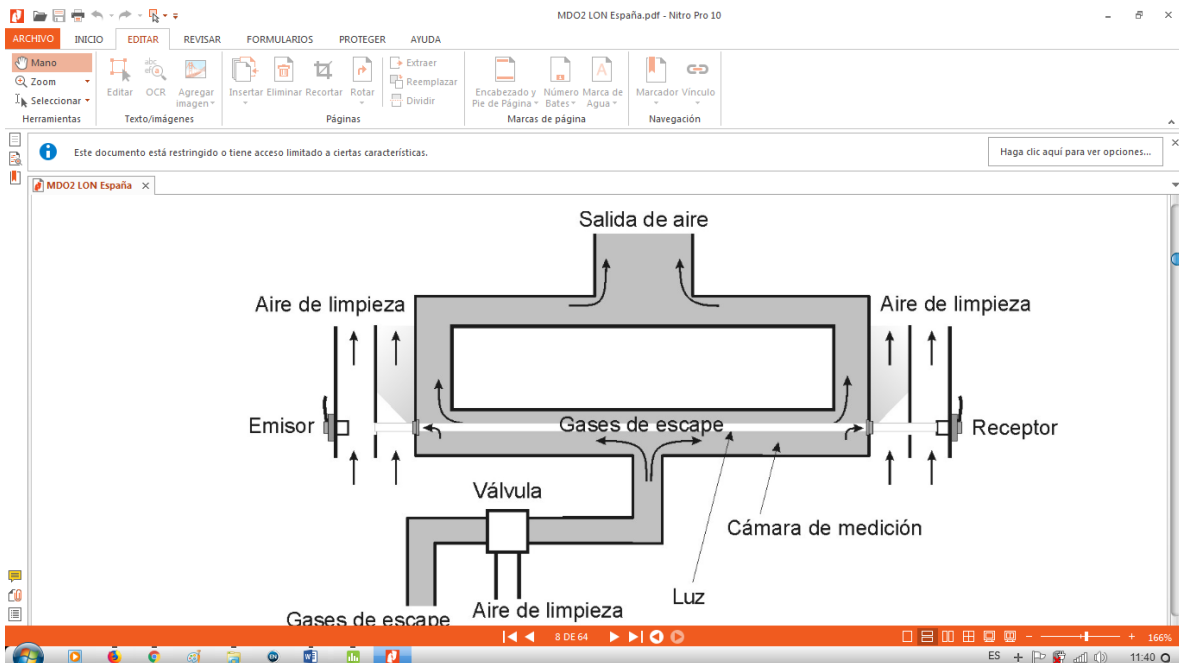 MDO2 LON España.pdf - Nitro Pro 10
ARCHIVO INICIO EDITAR REVISAR FORMULARIOS PROTEGER AYUDA
Mano
Zoom
Seleccionar
Herramientas
Editar
abc
OCR
Agregar
imagen
Texto/imágenes
Insertar Eliminar Recortar Rotar
Extraer
Reemplazar
Dividir
Páginas
Encabezado y
Pie de Página
Número
Bates
Marca de
Agua
Marcas de página
Marcador Vínculo
Navegación
Este documento está restringido o tiene acceso limitado a ciertas características.
Haga clic aquí para ver opciones...
MDO2 LON España
Salida de aire
Aire de limpieza
Aire de limpieza
Emisor
Gases de escape
Receptor
Válvula
Cámara de medición
Luz
Aire de limpieza
Gases de escape
8 DE 64
166%
ES
11:40